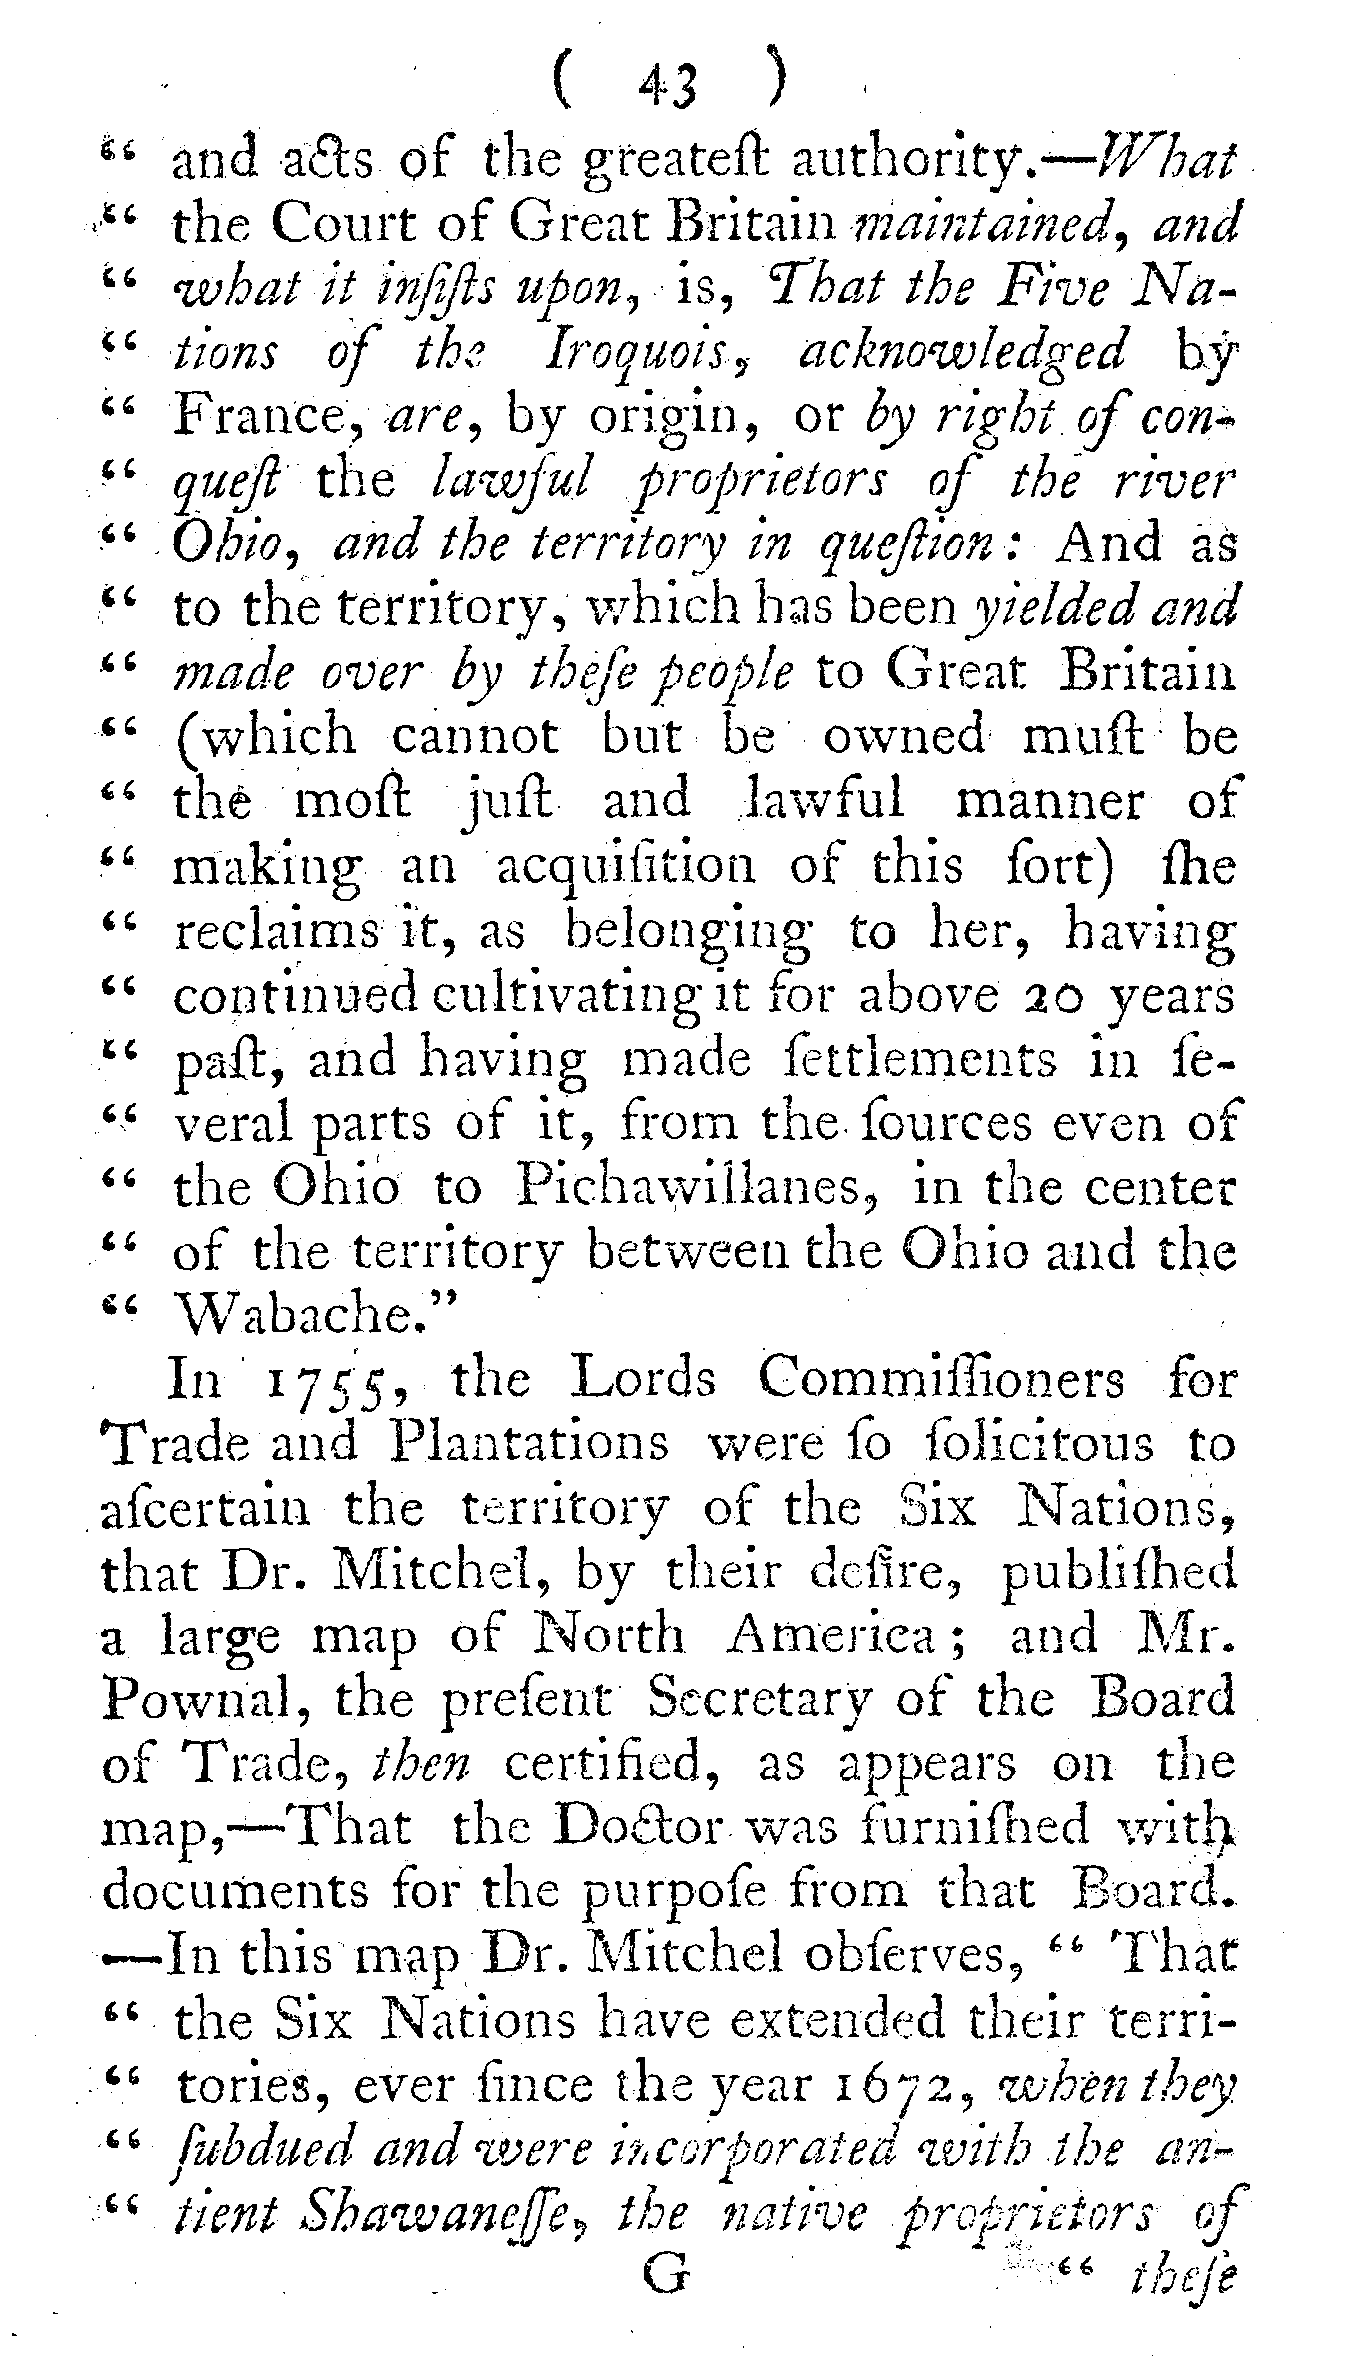 ( 43 )
“ and acts of the greateſt authority.—What
“ the Court of Great Britain maintained, and
“ what it inſiſts upon, is, That the Five Na-
“ tions of the Iroquois, acknowledged by
“ France, are, by origin, or by right of con-
“ queſt the lawful proprietors of the river
“ Ohio, and the territory in queſtion: And as
“ to the territory, which has been yielded and
“ made over by theſe people to Great Britain
“ (which cannot but be owned muſt be
“ the moſt juſt and lawful manner of
“ making an acquiſition of this ſort) ſhe
“ reclaims it, as belonging to her, having
“ continued cultivating it for above 20 years
“ paſt, and having made ſettlements in ſe-
“ veral parts of it, from the ſources even of
“ the Ohio to Pichawillanes, in the center
“ of the territory between the Ohio and the
“ Wabache.”
In 1755, the Lords Commiſſioners for
Trade and Plantations were ſo ſolicitous to
aſcertain the territory of the Six Nations,
that Dr. Mitchel, by their deſire, publiſhed
a large map of North America; and Mr.
Pownal, the preſent Secretary of the Board
of Trade, then certified, as appears on the
map,—That the Doctor was furniſhed with
documents for the purpoſe from that Board.
—In this map Dr. Mitchel obſerves, “ That
“ the Six Nations have extended their terri-
“ tories, ever ſince the year 1672, when they
“ ſubdued and were incorporated with the an-
“ tient Shawaneſſe, the native proprietors of
G “ theſe